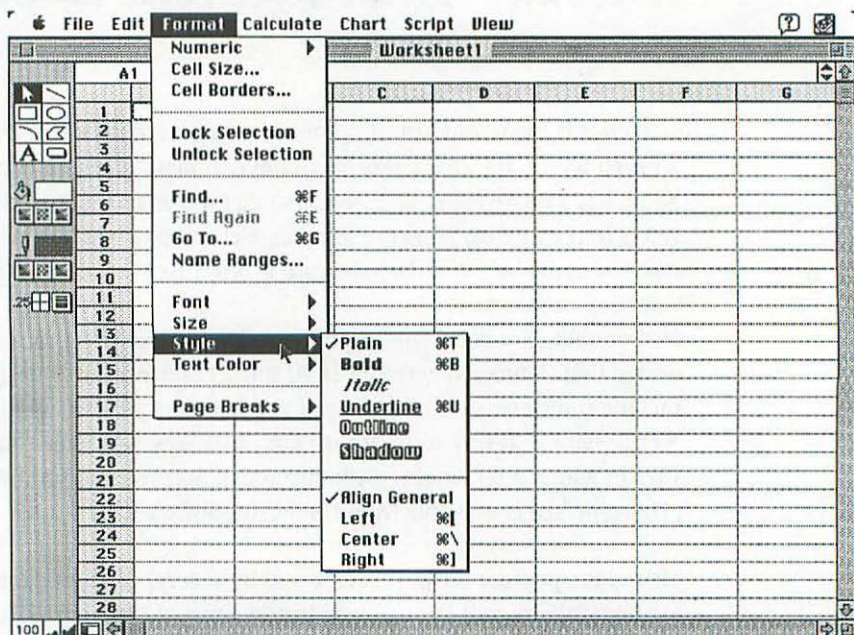 File Edit Format Calculate Chart Script View
Worksheet1
A1
C D E F G
Numeric
Cell Size...
Cell Borders...
Lock Selection
Unlock Selection
Find... ⌘F
Find Again ⌘E
Go To... ⌘G
Name Ranges...
Font
Size
Style
Text Color
Page Breaks
✓Plain ⌘T
Bold ⌘B
Italic
Underline ⌘U
Outline
Shadow
✓Align General
Left ⌘[
Center ⌘\
Right ⌘]
A
1
2
3
4
5
6
7
8
9
10
11
12
13
14
15
16
17
18
19
20
21
22
23
24
25
26
27
28
25
100